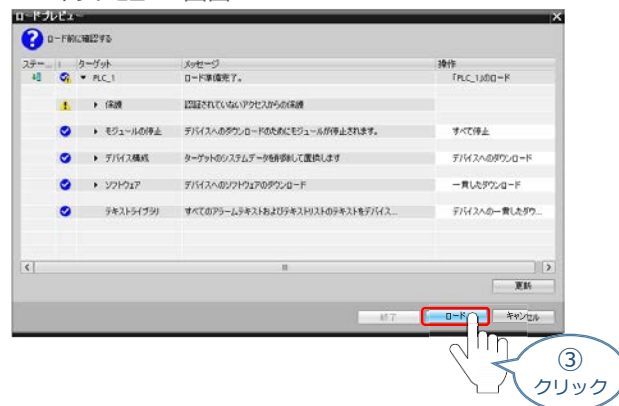 ロードプレビュー
ロード前に確認する
ステー... ! ターゲット メッセージ 操作
PLC_1 ロード準備完了。 「PLC_1」のロード
保護 認証されていないアクセスからの保護
モジュールの停止 デバイスへのダウンロードのためにモジュールが停止されます。 すべて停止
デバイス構成 ターゲットのシステムデータを削除して置換します デバイスへのダウンロード
ソフトウェア デバイスへのソフトウェアのダウンロード 一貫したダウンロード
テキストライブラリ すべてのアラームテキストおよびテキストリストのテキストをデバイス... デバイスへの一貫したダウ...
更新
終了 ロード キャンセル
③
クリック